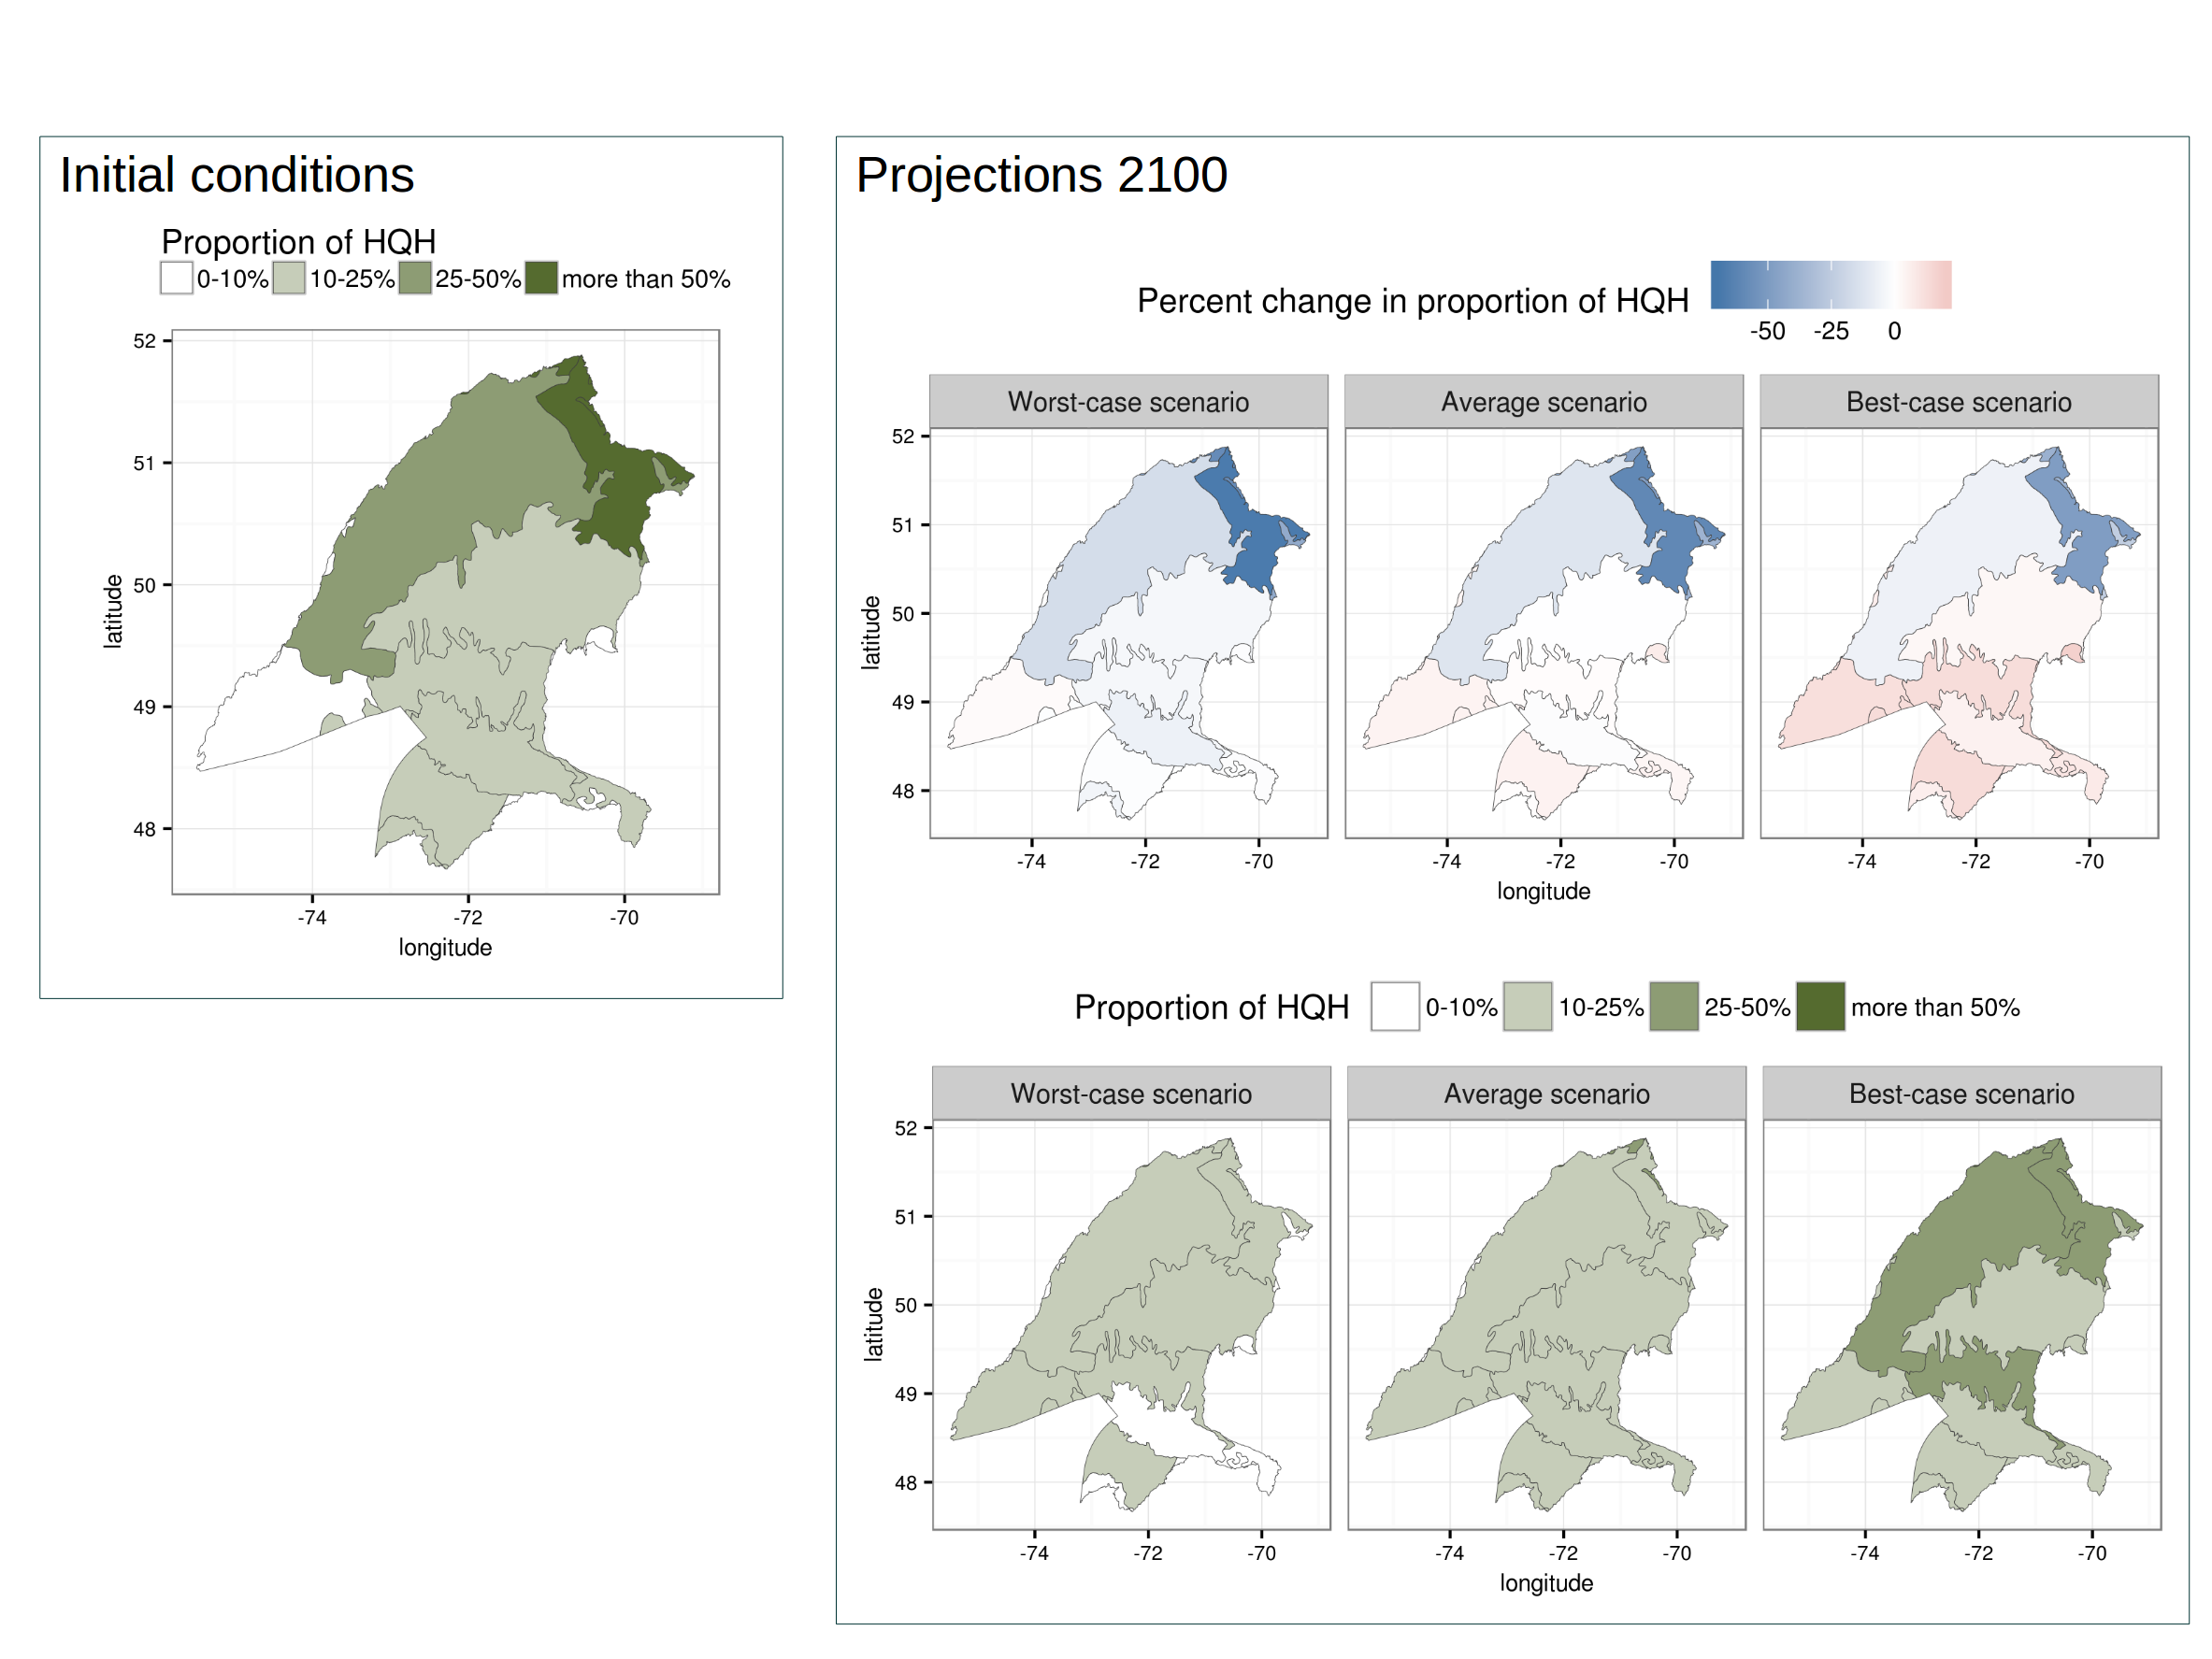 Initial conditions
Proportion of HQH
0-10% 10-25% 25-50% more than 50%
52
51
50
49
48
latitude
-74 -72 -70
longitude
Projections 2100
Percent change in proportion of HQH
-50 -25 0
Worst-case scenario Average scenario Best-case scenario
52
51
50
49
48
latitude
-74 -72 -70 -74 -72 -70 -74 -72 -70
longitude
Proportion of HQH 0-10% 10-25% 25-50% more than 50%
Worst-case scenario Average scenario Best-case scenario
52
51
50
49
48
latitude
-74 -72 -70 -74 -72 -70 -74 -72 -70
longitude